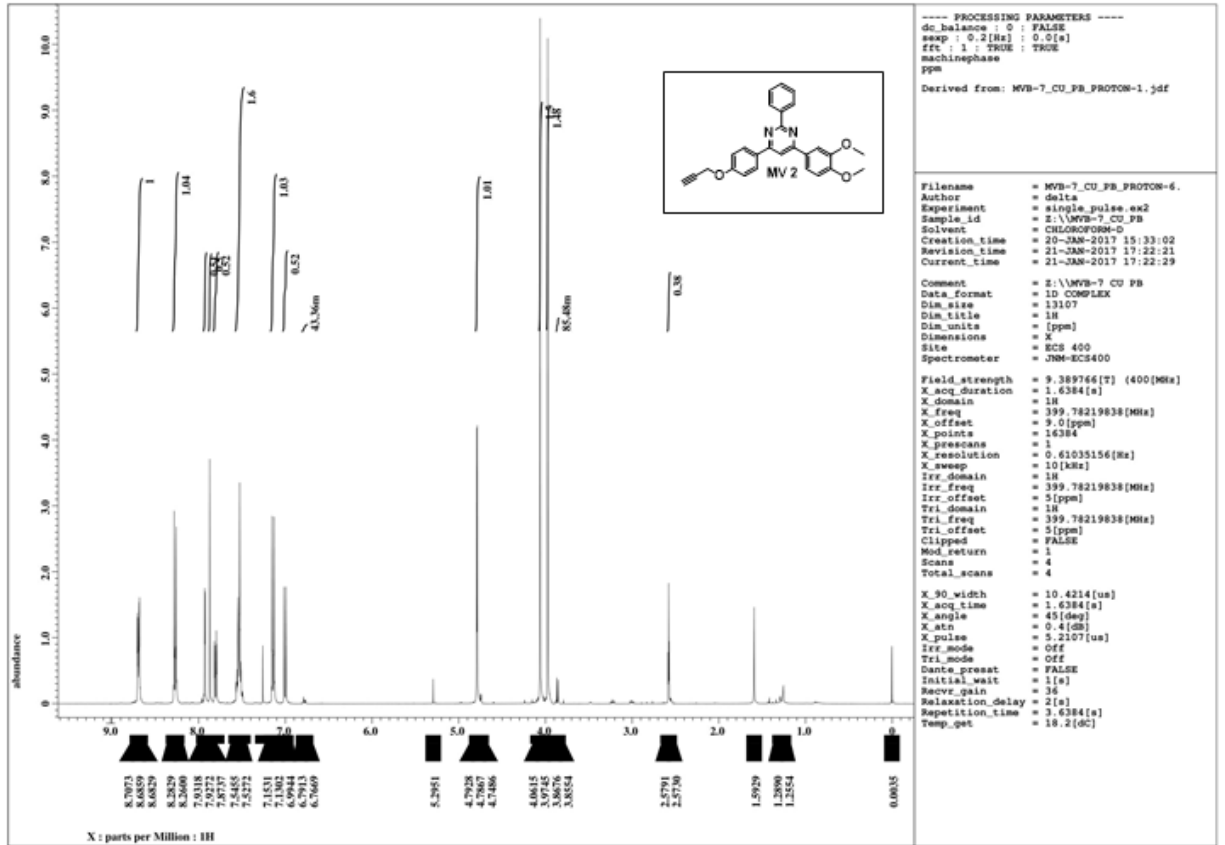 ---- PROCESSING PARAMETERS ----
dc_balance : 0 : FALSE
sexp : 0.2[Hz] : 0.0[s]
fft : 1 : TRUE : TRUE
machinephase
ppm
Derived from: MVB-7_CU_PB_PROTON-1.jdf
Filename = MVB-7_CU_PB_PROTON-6.
Author = delta
Experiment = single_pulse.ex2
Sample_id = Z:\\MVB-7_CU_PB
Solvent = CHLOROFORM-D
Creation_time = 20-JAN-2017 15:33:02
Revision_time = 21-JAN-2017 17:22:21
Current_time = 21-JAN-2017 17:22:29
Comment = Z:\\MVB-7 CU PB
Data_format = 1D COMPLEX
Dim_size = 13107
Dim_title = 1H
Dim_units = [ppm]
Dimensions = X
Site = ECS 400
Spectrometer = JNM-ECS400
Field_strength = 9.389766[T] (400[MHz]
X_acq_duration = 1.6384[s]
X_domain = 1H
X_freq = 399.78219838[MHz]
X_offset = 9.0[ppm]
X_points = 16384
X_prescans = 1
X_resolution = 0.61035156[Hz]
X_sweep = 10[kHz]
Irr_domain = 1H
Irr_freq = 399.78219838[MHz]
Irr_offset = 5[ppm]
Tri_domain = 1H
Tri_freq = 399.78219838[MHz]
Tri_offset = 5[ppm]
Clipped = FALSE
Mod_return = 1
Scans = 4
Total_scans = 4
X_90_width = 10.4214[us]
X_acq_time = 1.6384[s]
X_angle = 45[deg]
X_atn = 0.4[dB]
X_pulse = 5.2107[us]
Irr_mode = Off
Tri_mode = Off
Dante_presat = FALSE
Initial_wait = 1[s]
Recvr_gain = 36
Relaxation_delay = 2[s]
Repetition_time = 3.6384[s]
Temp_get = 18.2[dC]
abundance
10.0
9.0
8.0
7.0
6.0
5.0
4.0
3.0
2.0
1.0
0
1
1.04
0.52
1.6
1.03
0.52
43.36m
1.01
1.48
85.48m
0.38
N N
O
O
O
MV 2
9.0 8.0 7.0 6.0 5.0 4.0 3.0 2.0 1.0 0
8.7073
8.6859
8.6829
8.2829
8.2600
7.9318
7.9272
7.8737
7.5455
7.5272
7.1531
7.1302
6.9944
6.7913
6.7669
5.2951
4.7928
4.7867
4.7486
4.0615
3.9745
3.8676
3.8554
2.5791
2.5730
1.5929
1.2890
1.2554
0.0035
X : parts per Million : 1H